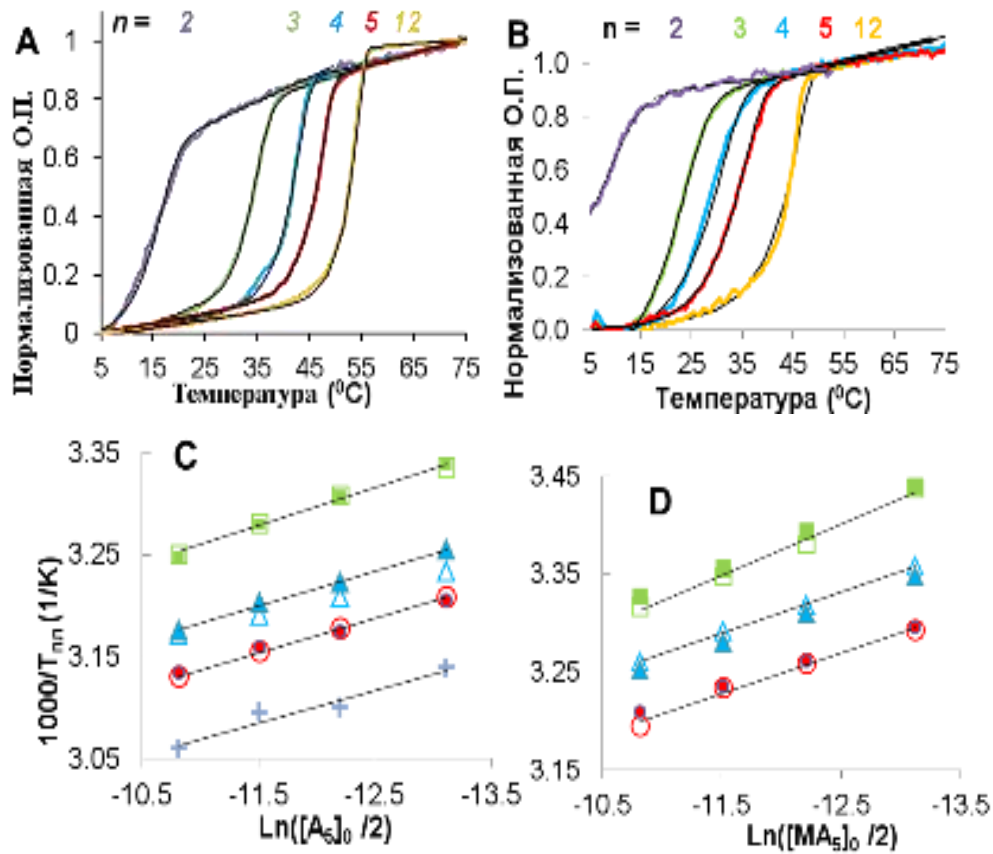 A n = 2 3 4 5 12
Нормализованная О.П.
1
0.8
0.6
0.4
0.2
0
5 15 25 35 45 55 65 75
Температура (⁰C)
B n = 2 3 4 5 12
Нормализованная О.П.
1.0
0.8
0.6
0.4
0.2
0.0
5 15 25 35 45 55 65 75
Температура (⁰C)
C
1000/Tпл (1/K)
3.35
3.25
3.15
3.05
-10.5 -11.5 -12.5 -13.5
Ln([A₅]₀ /2)
D
3.45
3.35
3.25
3.15
-10.5 -11.5 -12.5 -13.5
Ln([MA₅]₀ /2)